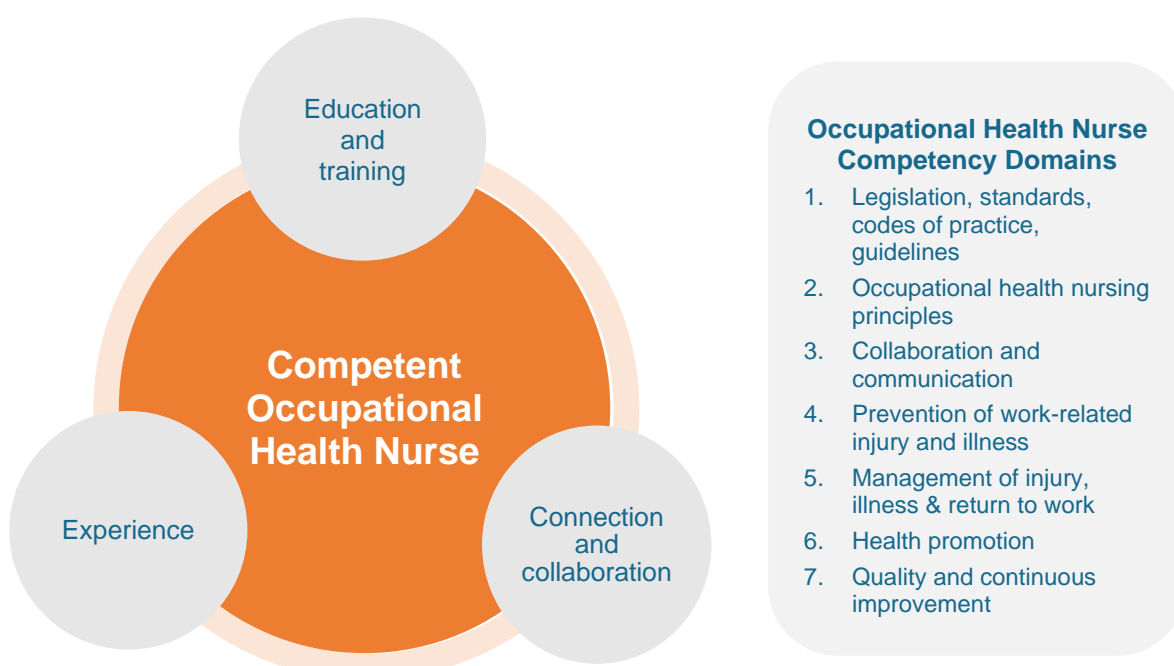 Education
and
training
Competent
Occupational
Health Nurse
Experience
Connection
and
collaboration
Occupational Health Nurse
Competency Domains
1. Legislation, standards,
codes of practice,
guidelines
2. Occupational health nursing
principles
3. Collaboration and
communication
4. Prevention of work-related
injury and illness
5. Management of injury,
illness & return to work
6. Health promotion
7. Quality and continuous
improvement